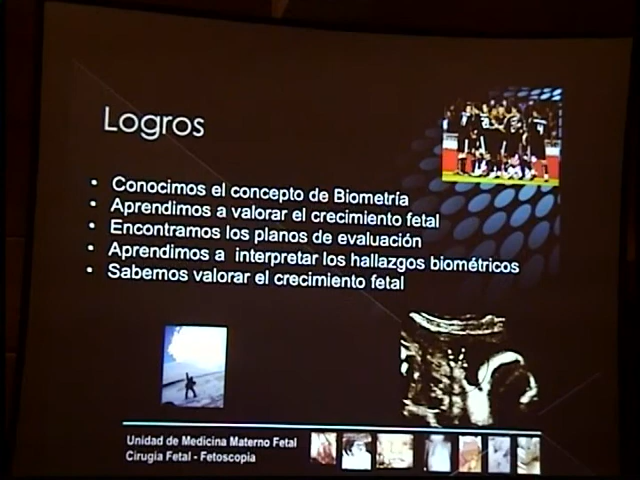 Logros
• Conocimos el concepto de Biometría
• Aprendimos a valorar el crecimiento fetal
• Encontramos los planos de evaluación
• Aprendimos a interpretar los hallazgos biométricos
• Sabemos valorar el crecimiento fetal
Unidad de Medicina Materno Fetal
Cirugia Fetal - Fetoscopia